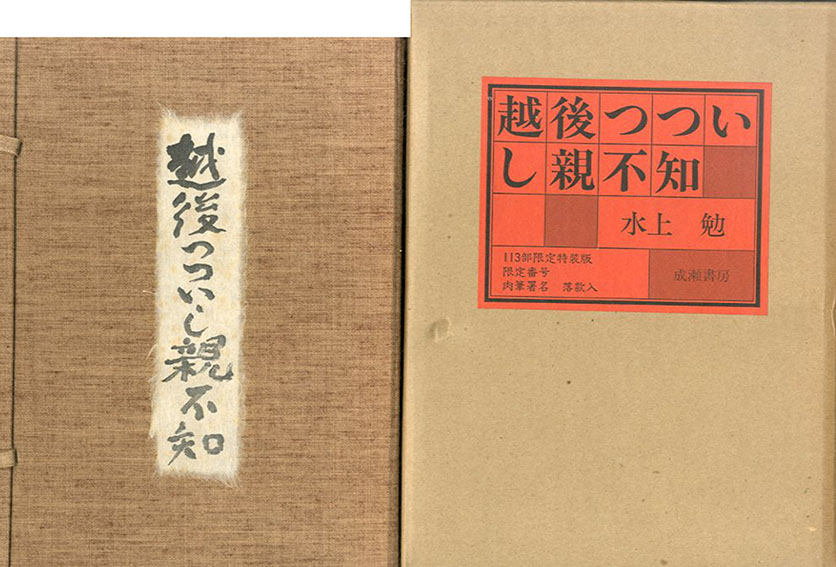 越後つついし親不知
越後つつい
し親不知
水上 勉
113部限定特装版
限定番号
肉筆署名 落款入
成瀬書房